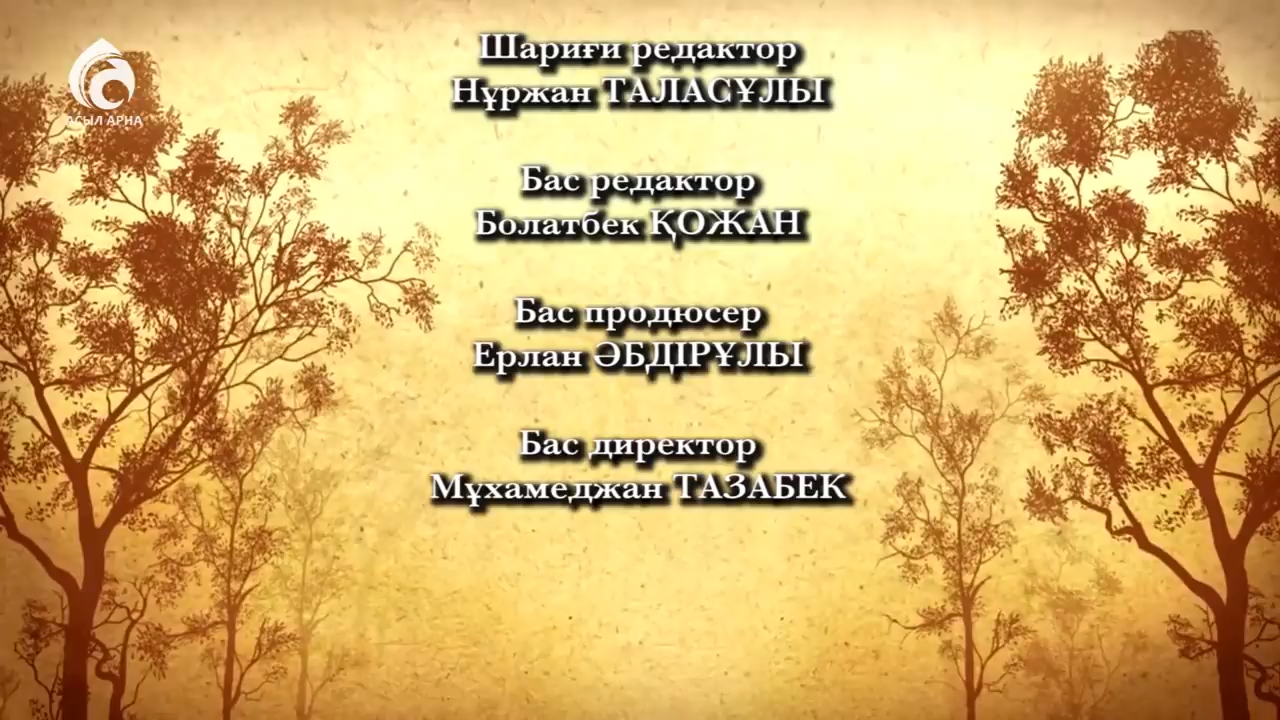 Шариғи редактор
Нұржан ТАЛАСҰЛЫ
АСЫЛ АРНА
Бас редактор
Болатбек ҚОЖАН
Бас продюсер
Ерлан ӘБДІРҰЛЫ
Бас директор
Мұхамеджан ТАЗАБЕК